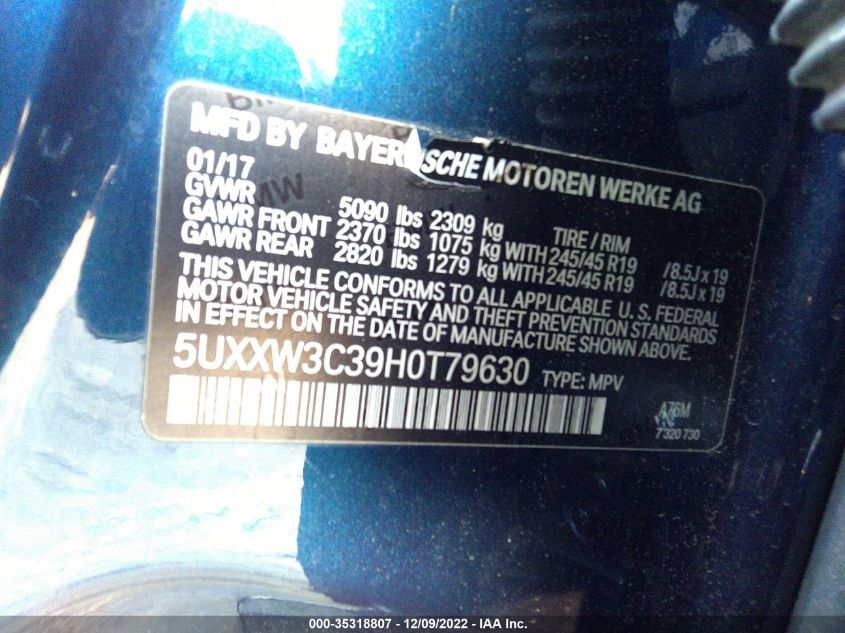 MFD BY BAYERISCHE MOTOREN WERKE AG
01/17
GVWR 5090 lbs 2309 kg TIRE / RIM
GAWR FRONT 2370 lbs 1075 kg WITH 245/45 R19 /8.5J x 19
GAWR REAR 2820 lbs 1279 kg WITH 245/45 R19 /8.5J x 19
THIS VEHICLE CONFORMS TO ALL APPLICABLE U. S. FEDERAL
MOTOR VEHICLE SAFETY AND THEFT PREVENTION STANDARDS
IN EFFECT ON THE DATE OF MANUFACTURE SHOWN ABOVE.
5UXXW3C39H0T79630 TYPE: MPV
A76M
7320730
BMW
000-35318807 - 12/09/2022 - IAA Inc.